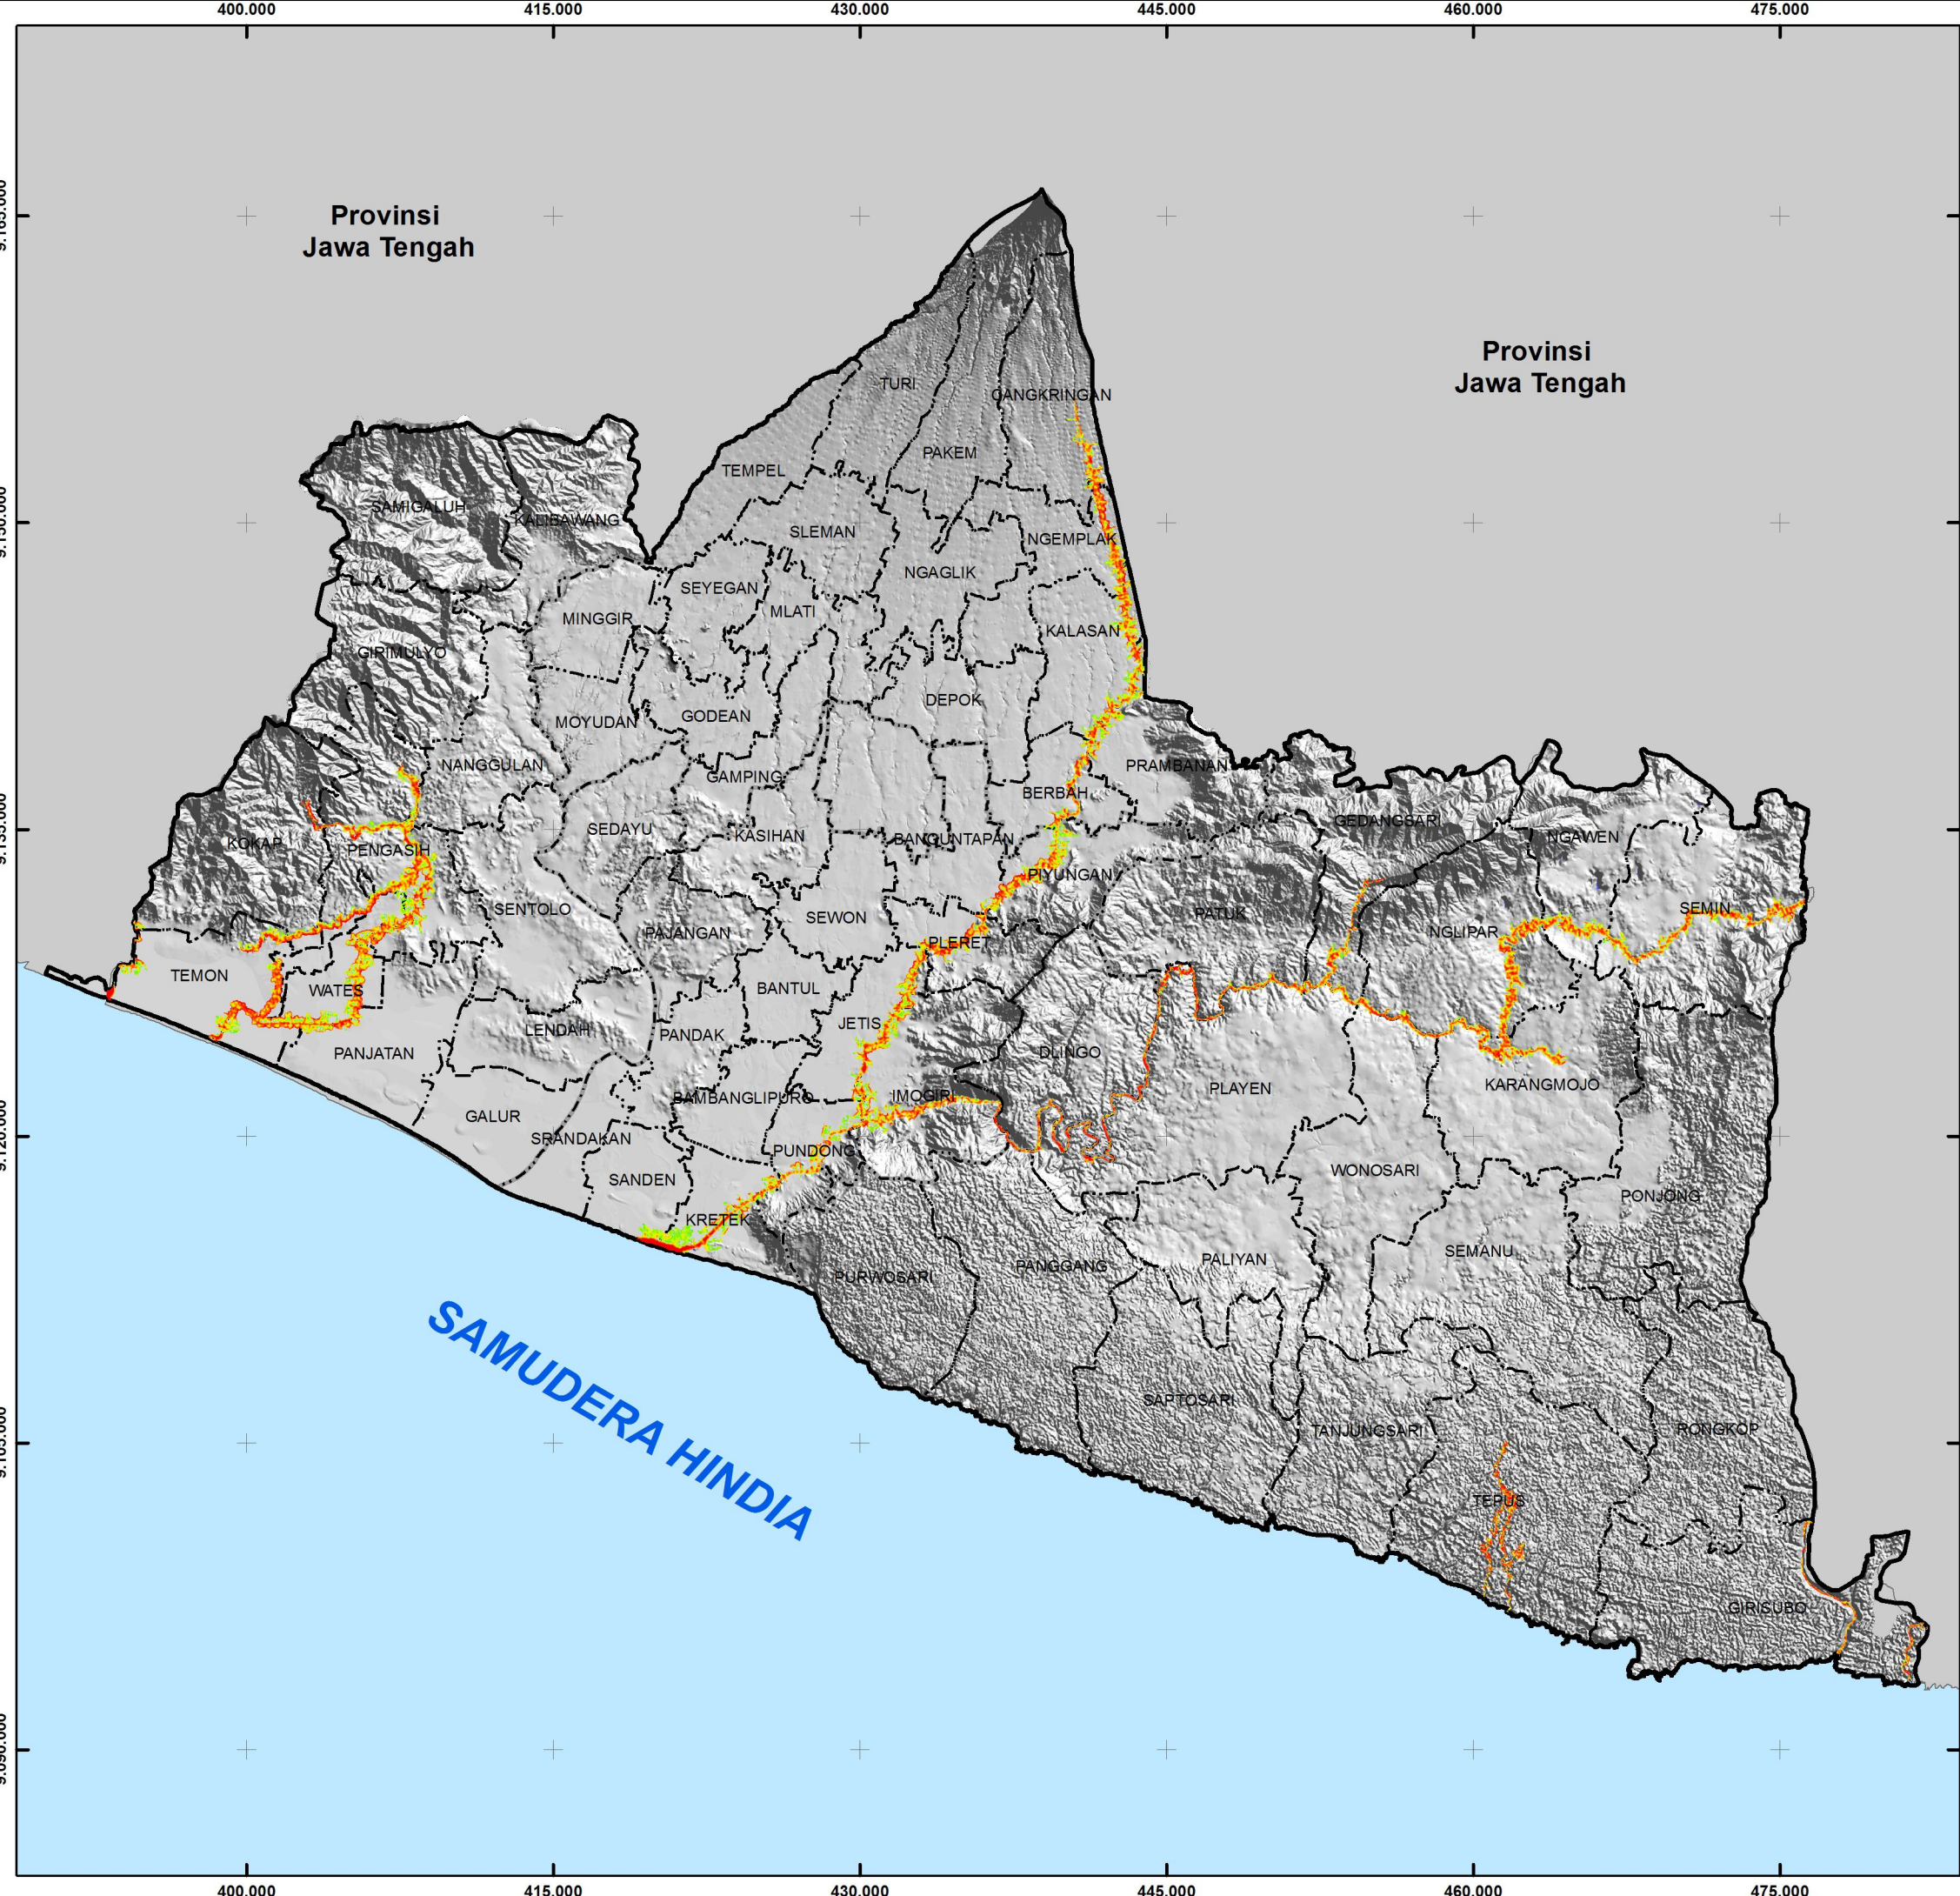 400.000 415.000 430.000 445.000 460.000 475.000
Provinsi
Jawa Tengah
Provinsi
Jawa Tengah
TURI
CANGKRINGAN
PAKEM
TEMPEL
SAMIGALUH
KALIBAWANG
SLEMAN
NGEMPLAK
NGAGLIK
SEYEGAN
MLATI
MINGGIR
KALASAN
GIRIMULYO
DEPOK
GODEAN
MOYUDAN
NANGGULAN
PRAMBANAN
GAMPING
BERBAH
GEDANGSARI
SEDAYU
KASIHAN
BANGUNTAPAN
NGAWEN
KOKAP
PENGASIH
PIYUNGAN
SENTOLO
SEMIN
PATUK
SEWON
PAJANGAN
NGLIPAR
PLERET
TEMON
WATES
BANTUL
JETIS
LENDAH
PANDAK
PANJATAN
DLINGO
KARANGMOJO
PLAYEN
IMOGIRI
BAMBANGLIPURO
GALUR
SRANDAKAN
PUNDONG
WONOSARI
SANDEN
PONJONG
KRETEK
SEMANU
PALIYAN
PANGGANG
PURWOSARI
SAMUDERA HINDIA
SAPTOSARI
TANJUNGSARI
RONGKOP
TEPUS
GIRISUBO
400.000 415.000 430.000 445.000 460.000 475.000